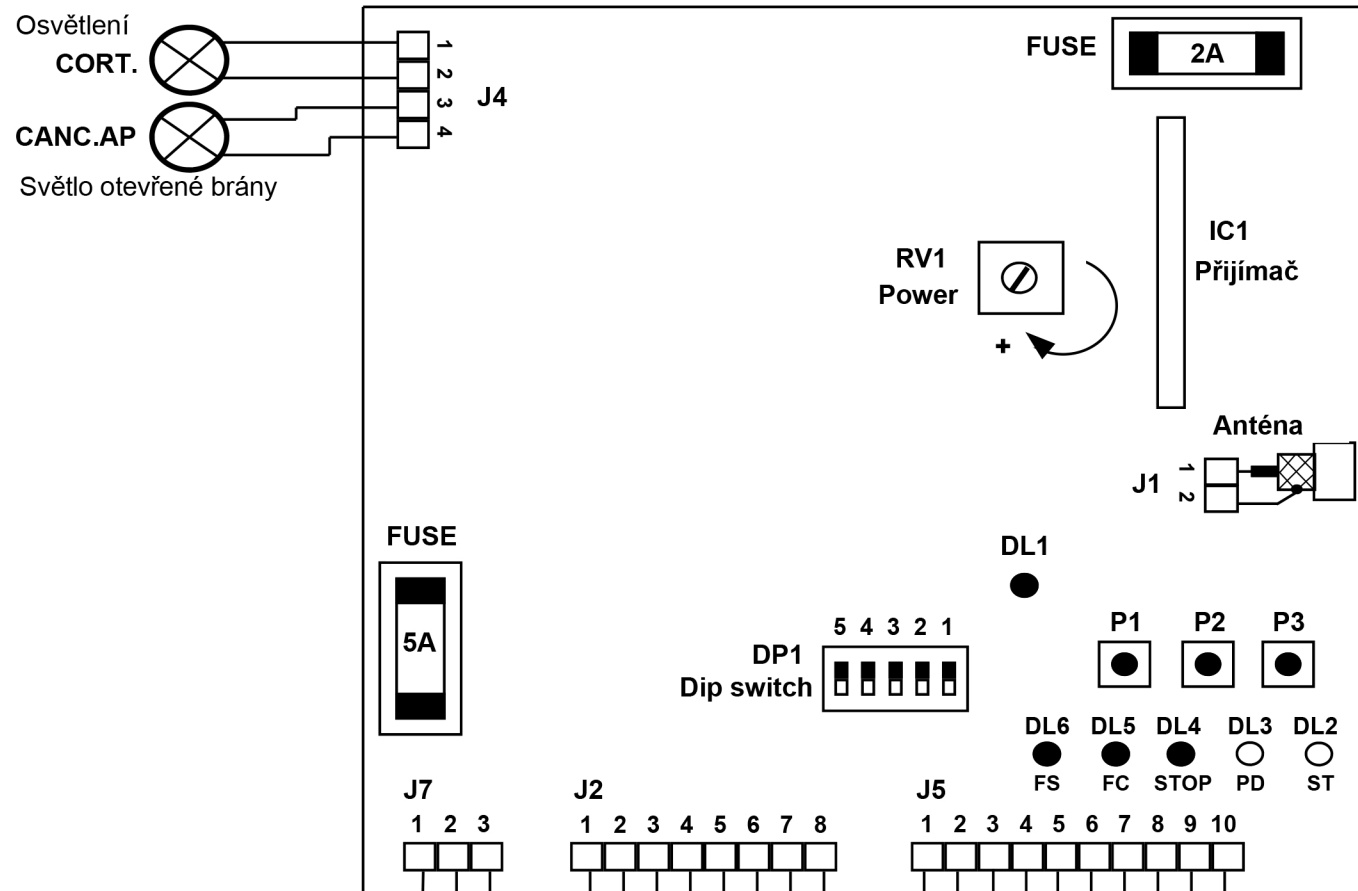 Osvětlení
CORT.
CANC.AP
Světlo otevřené brány
1
2
3
4
J4
FUSE
2A
RV1
Power
+
IC1
Přijímač
Anténa
J1
1
2
FUSE
5A
DL1
5 4 3 2 1
DP1
Dip switch
P1 P2 P3
DL6 DL5 DL4 DL3 DL2
FS FC STOP PD ST
J7
1 2 3
J2
1 2 3 4 5 6 7 8
J5
1 2 3 4 5 6 7 8 9 10